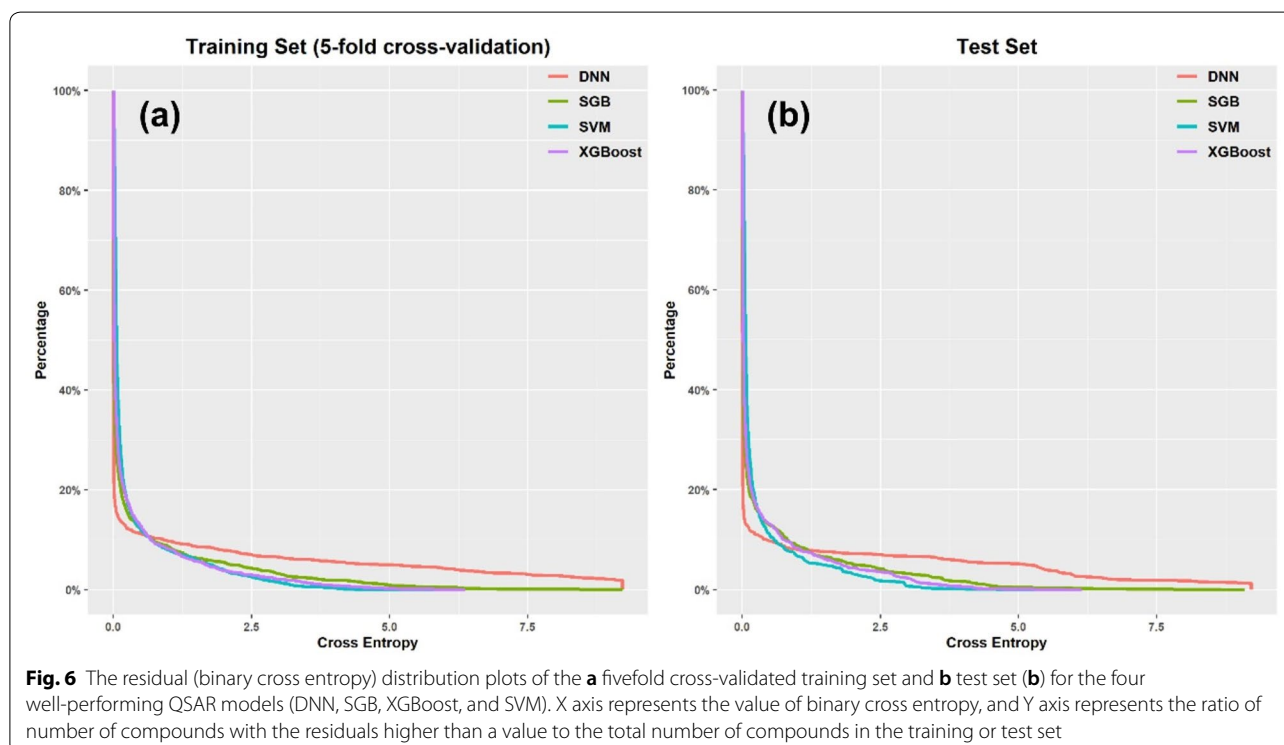 Training Set (5-fold cross-validation)
DNN
SGB
SVM
XGBoost
(a)
100%
80%
60%
40%
20%
0%
Percentage
0.0 2.5 5.0 7.5
Cross Entropy
Test Set
DNN
SGB
SVM
XGBoost
(b)
100%
80%
60%
40%
20%
0%
Percentage
0.0 2.5 5.0 7.5
Cross Entropy
Fig. 6 The residual (binary cross entropy) distribution plots of the a fivefold cross-validated training set and b test set (b) for the four
well-performing QSAR models (DNN, SGB, XGBoost, and SVM). X axis represents the value of binary cross entropy, and Y axis represents the ratio of
number of compounds with the residuals higher than a value to the total number of compounds in the training or test set